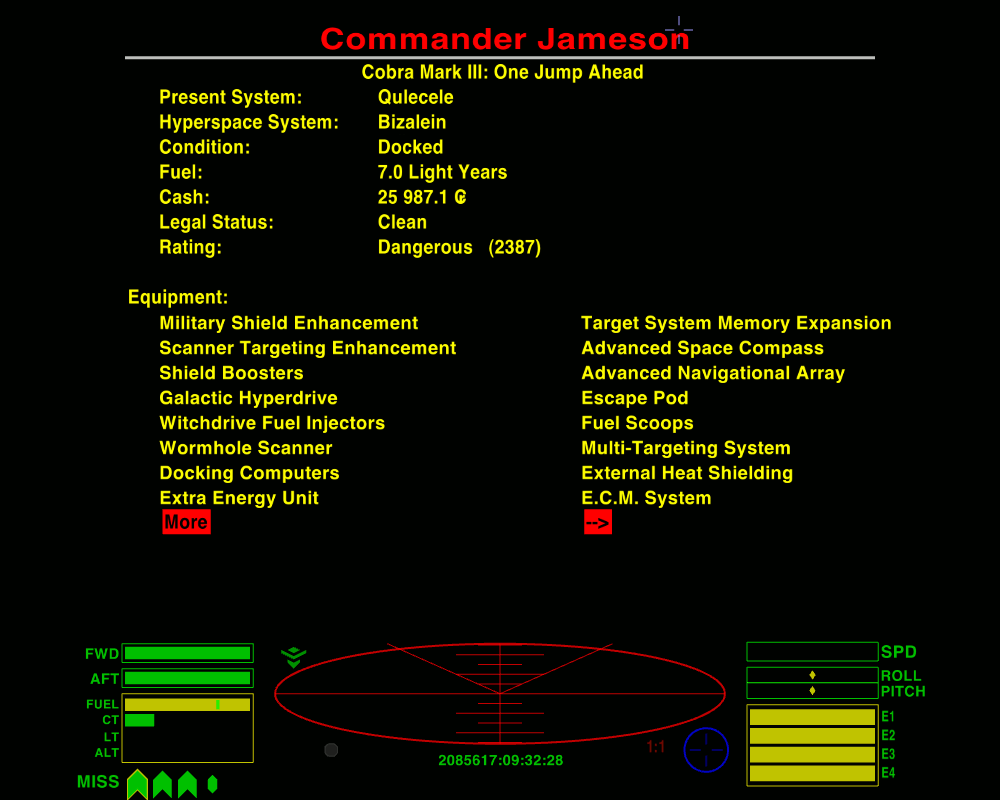 Commander Jameson
Cobra Mark III: One Jump Ahead
Present System: Qulecele
Hyperspace System: Bizalein
Condition: Docked
Fuel: 7.0 Light Years
Cash: 25 987.1 ₢
Legal Status: Clean
Rating: Dangerous (2387)
Equipment:
Military Shield Enhancement Target System Memory Expansion
Scanner Targeting Enhancement Advanced Space Compass
Shield Boosters Advanced Navigational Array
Galactic Hyperdrive Escape Pod
Witchdrive Fuel Injectors Fuel Scoops
Wormhole Scanner Multi-Targeting System
Docking Computers External Heat Shielding
Extra Energy Unit E.C.M. System
More -->
FWD SPD
AFT ROLL
PITCH
FUEL
CT E1
LT E2
ALT 1:1 E3
2085617:09:32:28
E4
MISS